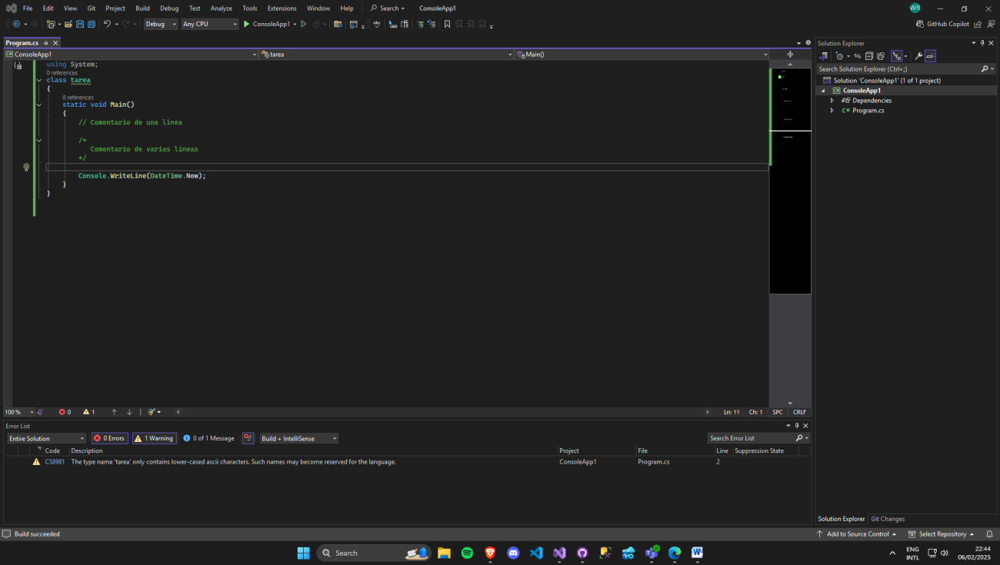 File Edit View Git Project Build Debug Test Analyze Tools Extensions Window Help Search ConsoleApp1 WR
Debug Any CPU ConsoleApp1 GitHub Copilot
Program.cs
ConsoleApp1 tarea Main()
using System;
0 references
class tarea
{
0 references
static void Main()
{
// Comentario de una linea
/*
Comentario de varias lineas
*/
Console.WriteLine(DateTime.Now);
}
}
100 % 0 1 Ln: 11 Ch: 1 SPC CRLF
Solution Explorer
Search Solution Explorer (Ctrl+;)
Solution 'ConsoleApp1' (1 of 1 project)
ConsoleApp1
Dependencies
C# Program.cs
Solution Explorer Git Changes
Error List
Entire Solution 0 Errors 1 Warning 0 of 1 Message Build + IntelliSense Search Error List
Code Description Project File Line Suppression State
CS8981 The type name 'tarea' only contains lower-cased ascii characters. Such names may become reserved for the language. ConsoleApp1 Program.cs 2
Build succeeded Add to Source Control Select Repository
Search ENG 22:44
INTL 06/02/2025